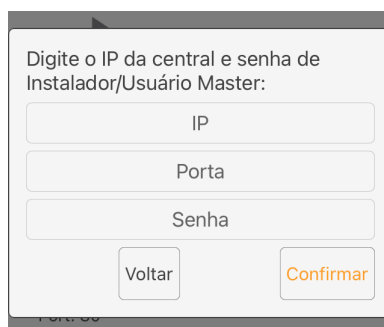 Digite o IP da central e senha de
Instalador/Usuário Master:
IP
Porta
Senha
Voltar
Confirmar